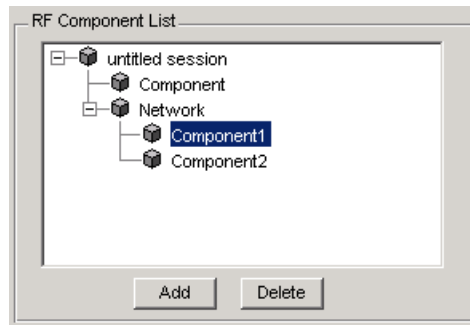 RF Component List
untitled session
Component
Network
Component1
Component2
Add Delete